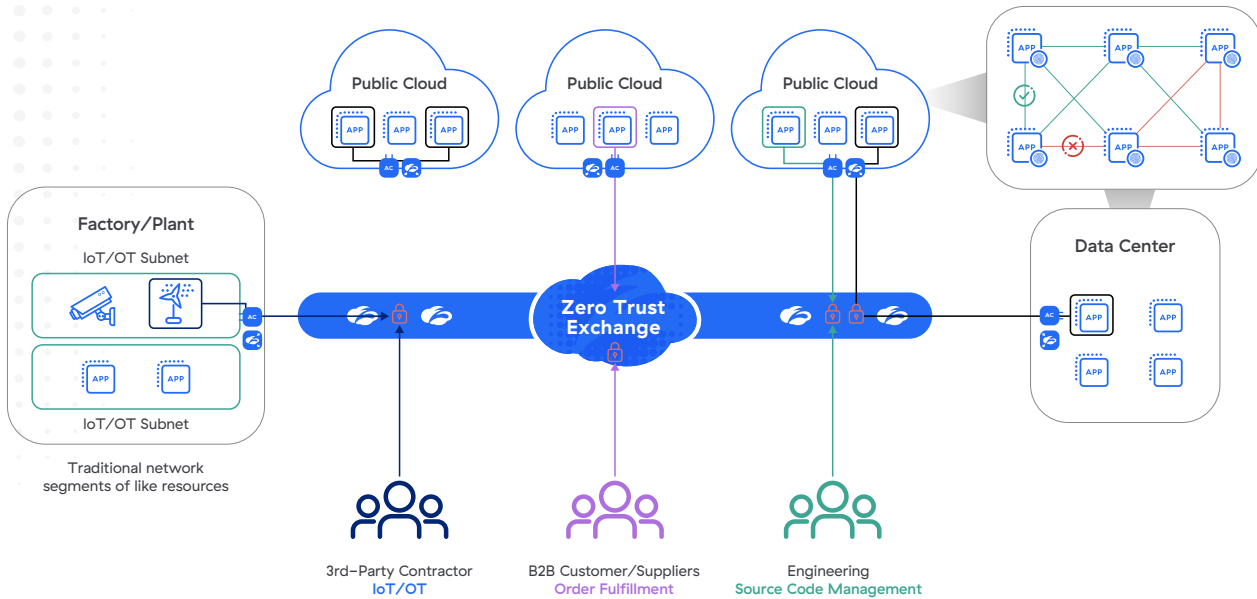 Public Cloud
APP
APP
APP
AC
Public Cloud
APP
APP
APP
AC
Public Cloud
APP
APP
APP
AC
APP
APP
APP
APP
APP
APP
Factory/Plant
IoT/OT Subnet
AC
APP
APP
IoT/OT Subnet
Traditional network
segments of like resources
Zero Trust
Exchange
Data Center
AC
APP
APP
APP
APP
3rd-Party Contractor
IoT/OT
B2B Customer/Suppliers
Order Fulfillment
Engineering
Source Code Management